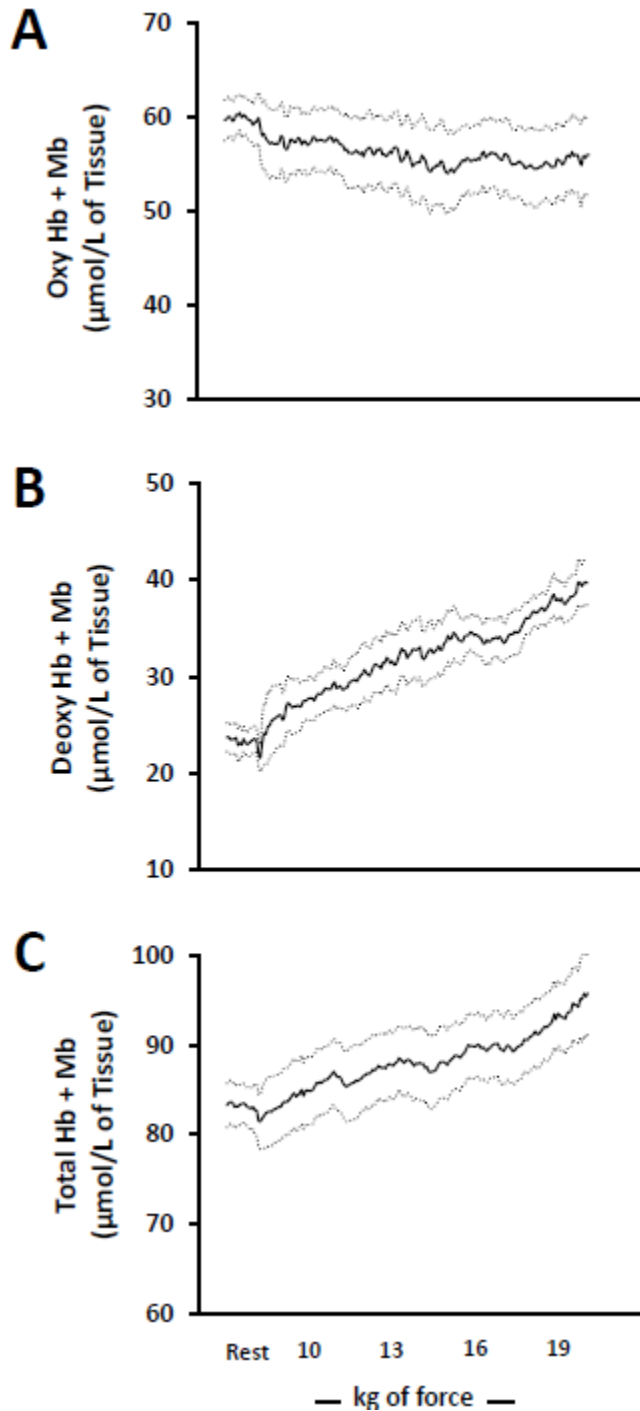 A
Oxy Hb + Mb
(µmol/L of Tissue)
70
60
50
40
30
B
Deoxy Hb + Mb
(µmol/L of Tissue)
50
40
30
20
10
C
Total Hb + Mb
(µmol/L of Tissue)
100
90
80
70
60
Rest 10 13 16 19
— kg of force —